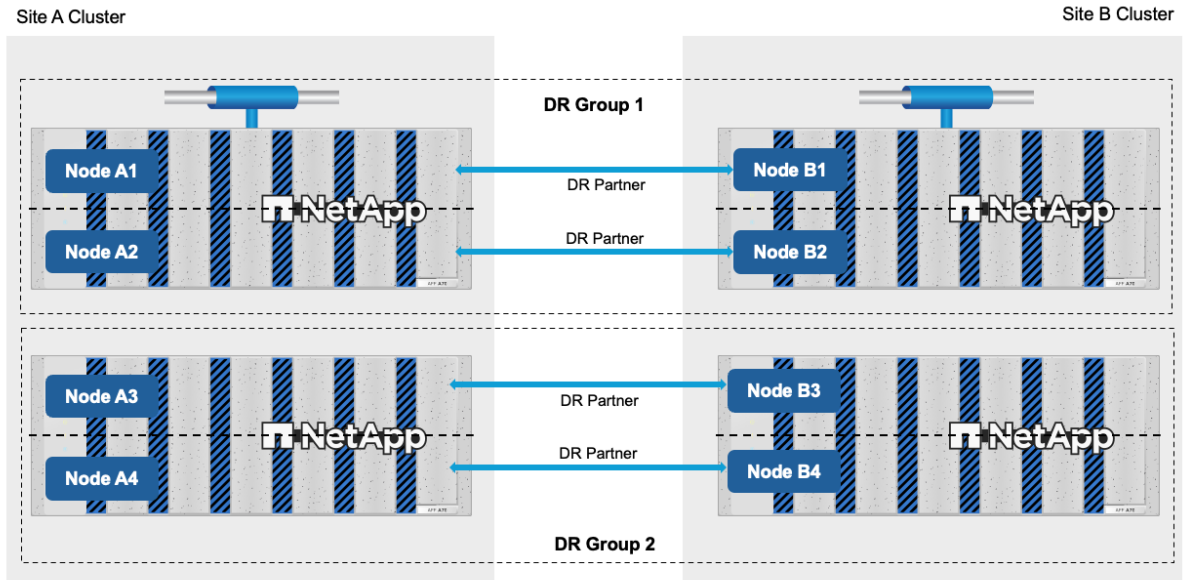 Site A Cluster
Site B Cluster
DR Group 1
Node A1
Node B1
DR Partner
NetApp
NetApp
Node A2
DR Partner
Node B2
Node A3
DR Partner
Node B3
NetApp
NetApp
Node A4
DR Partner
Node B4
DR Group 2